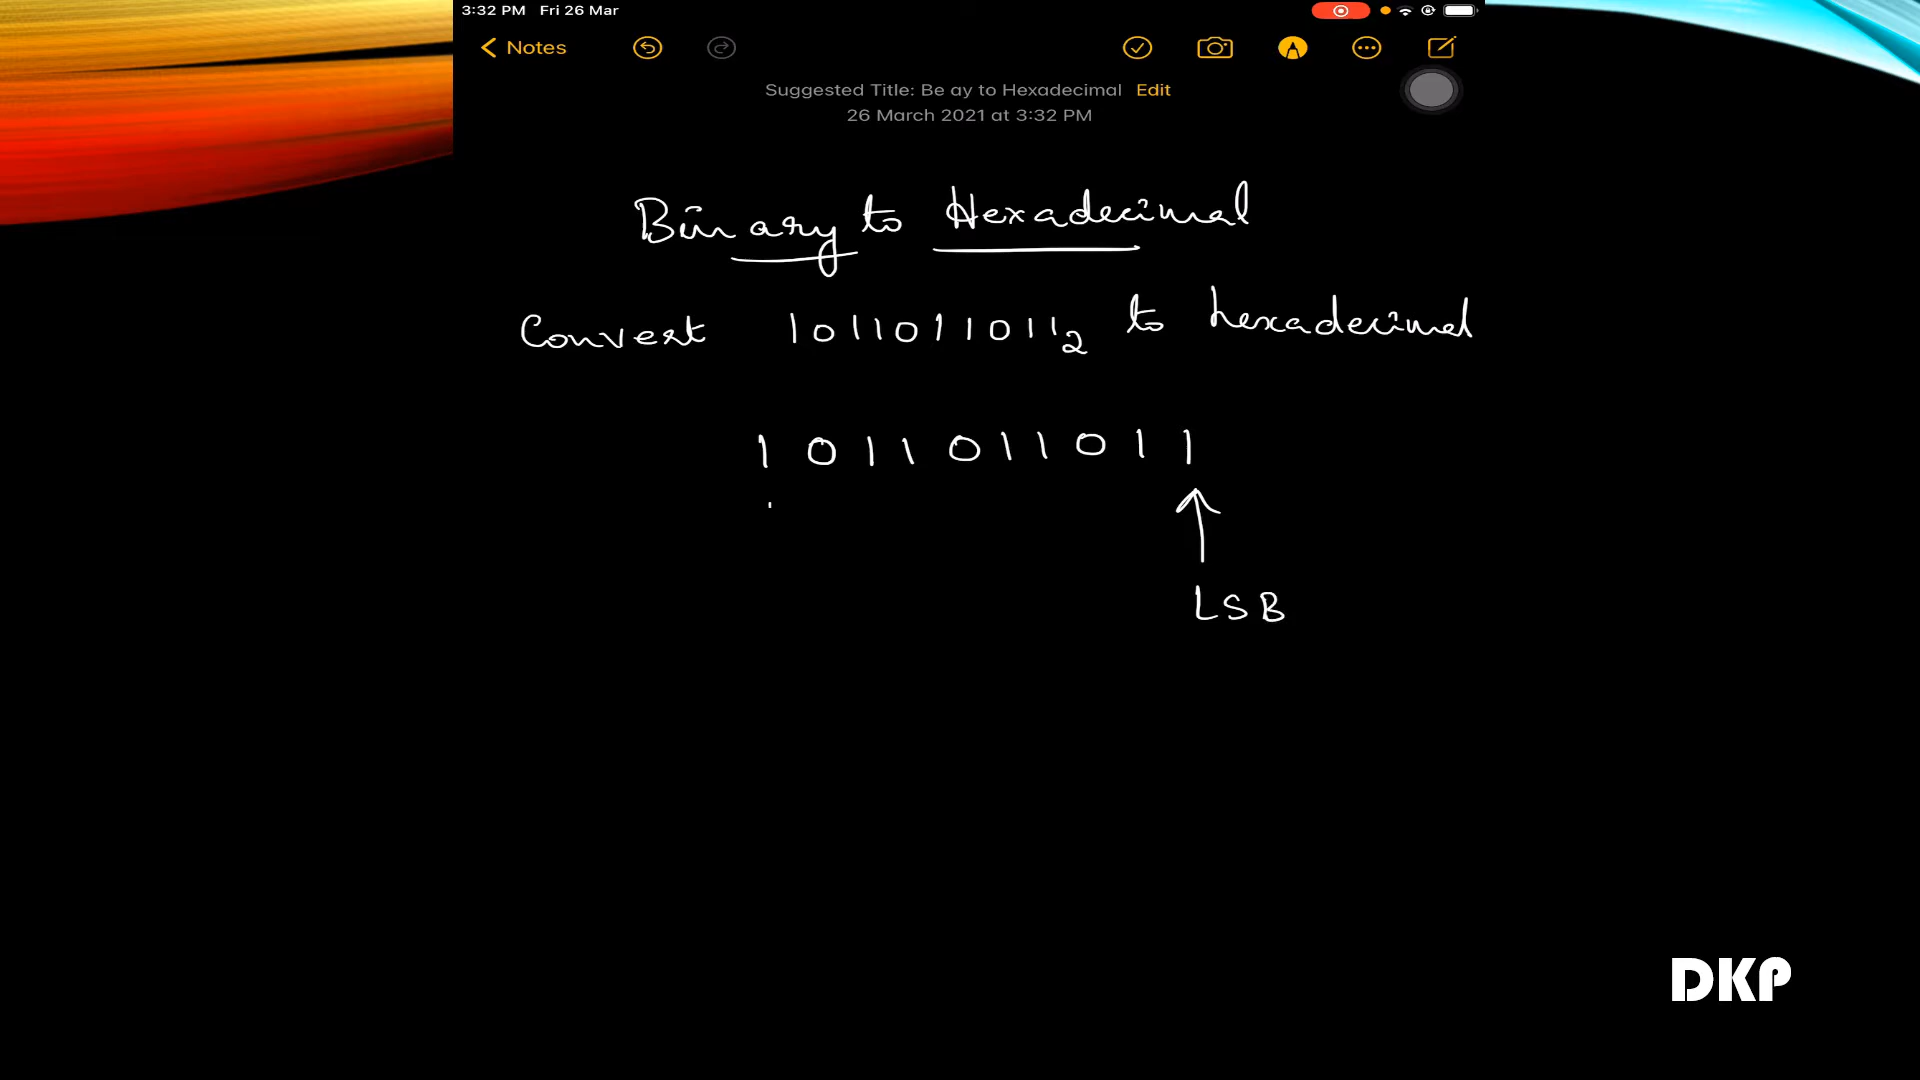 3:32 PM Fri 26 Mar
Notes
Suggested Title: Be ay to Hexadecimal Edit
26 March 2021 at 3:32 PM
Binary to Hexadecimal
Convert 1011011011₂ to hexadecimal
1 0 1 1 0 1 1 0 1 1
LSB
DKP